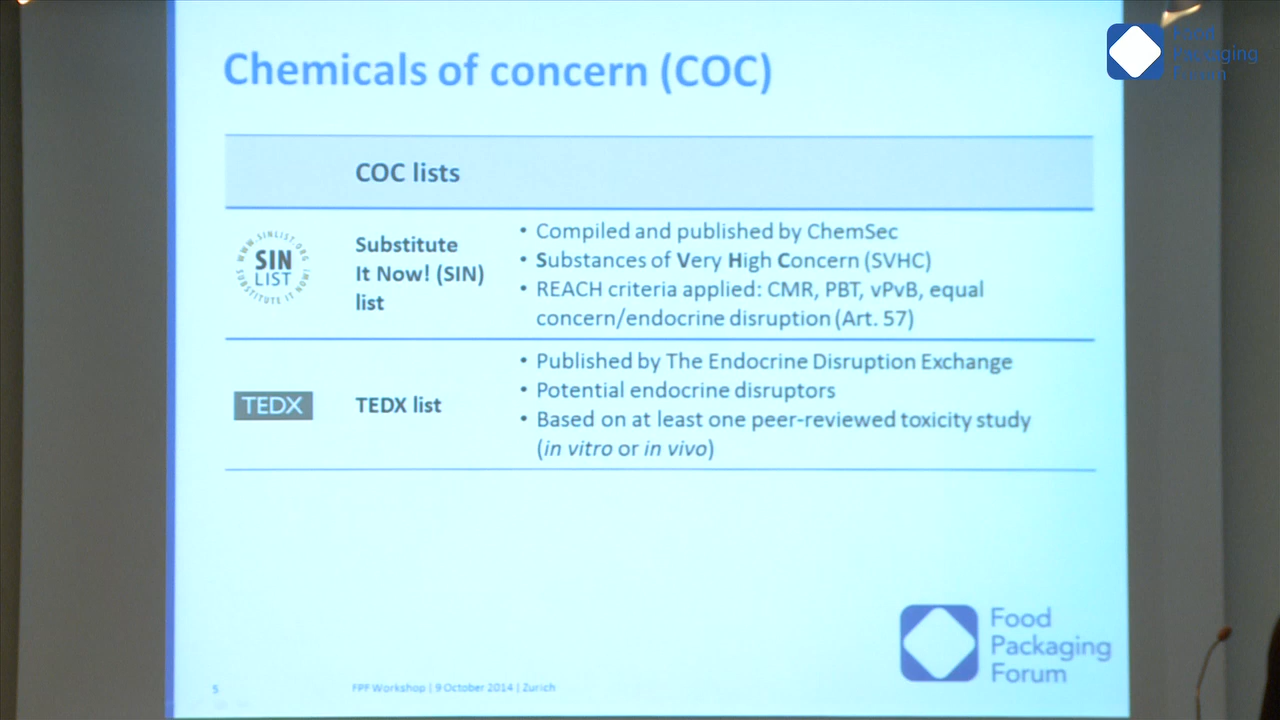 Chemicals of concern (COC)
Food
Packaging
Forum
COC lists
WWW.SINLIST.ORG
SIN
LIST
SUBSTITUTE IT NOW!
Substitute
It Now! (SIN)
list
• Compiled and published by ChemSec
• Substances of Very High Concern (SVHC)
• REACH criteria applied: CMR, PBT, vPvB, equal
concern/endocrine disruption (Art. 57)
TEDX
TEDX list
• Published by The Endocrine Disruption Exchange
• Potential endocrine disruptors
• Based on at least one peer-reviewed toxicity study
(in vitro or in vivo)
Food
Packaging
Forum
5
FPF Workshop | 9 October 2014 | Zurich